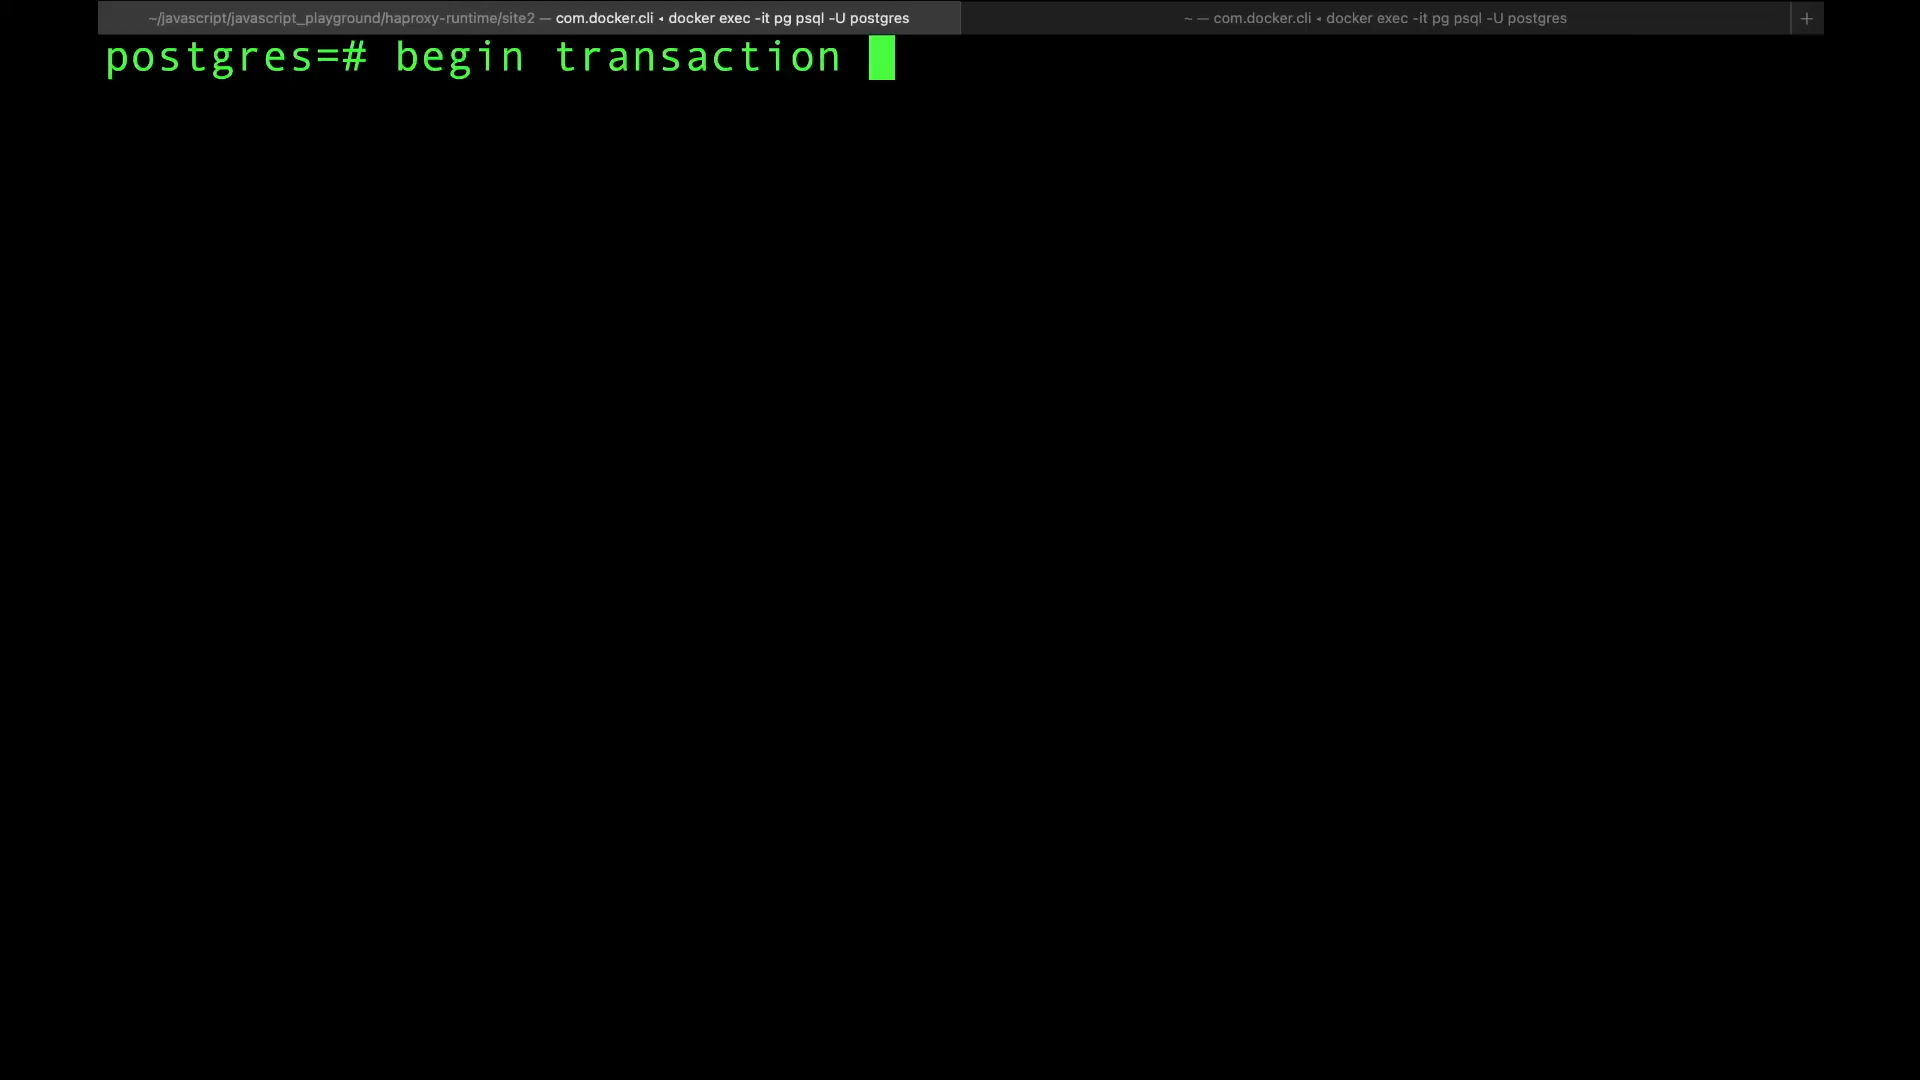 ~/javascript/javascript_playground/haproxy-runtime/site2 — com.docker.cli ◂ docker exec -it pg psql -U postgres
~ — com.docker.cli ◂ docker exec -it pg psql -U postgres
+
postgres=# begin transaction